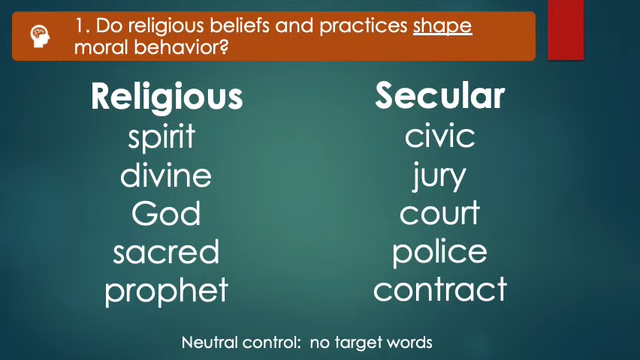 1. Do religious beliefs and practices shape
moral behavior?
Religious
spirit
divine
God
sacred
prophet
Secular
civic
jury
court
police
contract
Neutral control: no target words